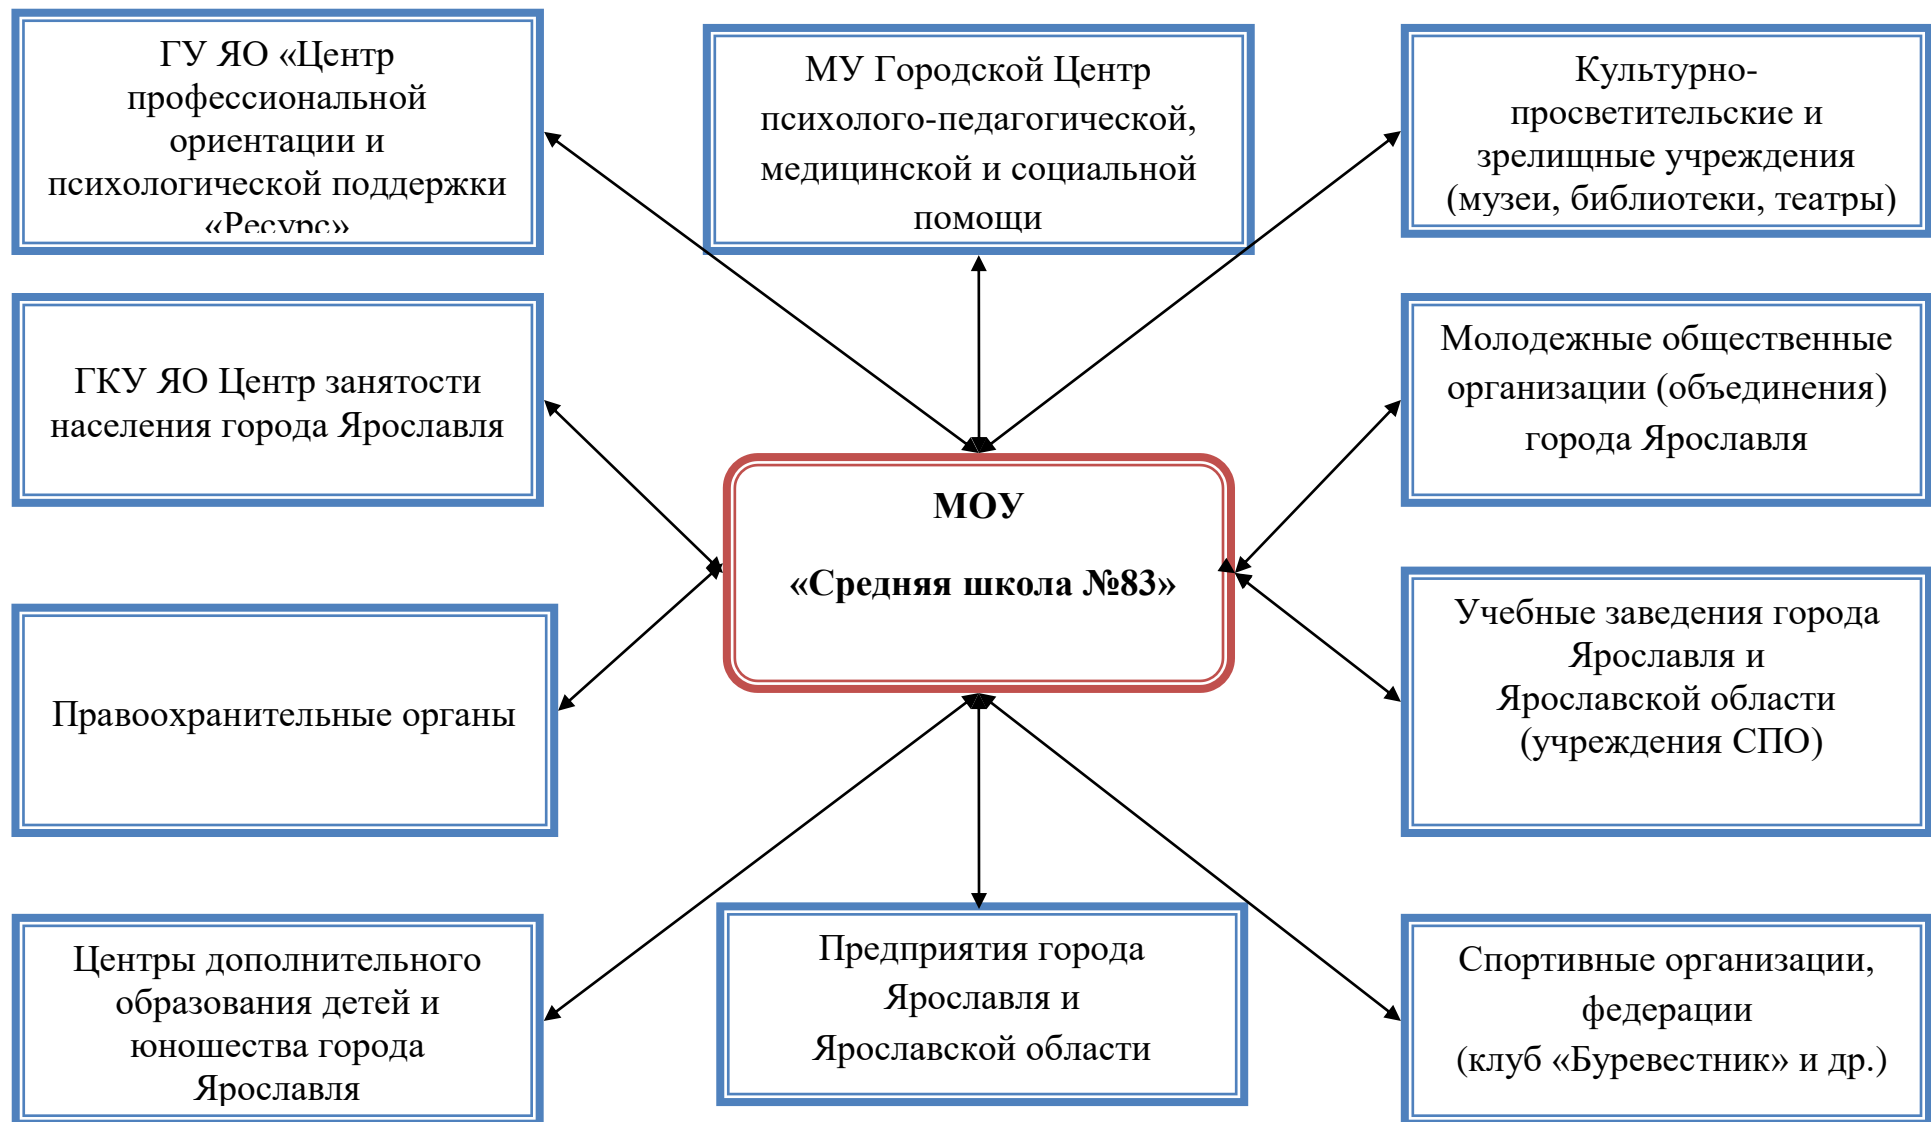 ГУ ЯО «Центр
профессиональной
ориентации и
психологической поддержки
«Ресурс»
МУ Городской Центр
психолого-педагогической,
медицинской и социальной
помощи
Культурно-
просветительские и
зрелищные учреждения
(музеи, библиотеки, театры)
ГКУ ЯО Центр занятости
населения города Ярославля
Молодежные общественные
организации (объединения)
города Ярославля
МОУ
«Средняя школа №83»
Правоохранительные органы
Учебные заведения города
Ярославля и
Ярославской области
(учреждения СПО)
Центры дополнительного
образования детей и
юношества города
Ярославля
Предприятия города
Ярославля и
Ярославской области
Спортивные организации,
федерации
(клуб «Буревестник» и др.)